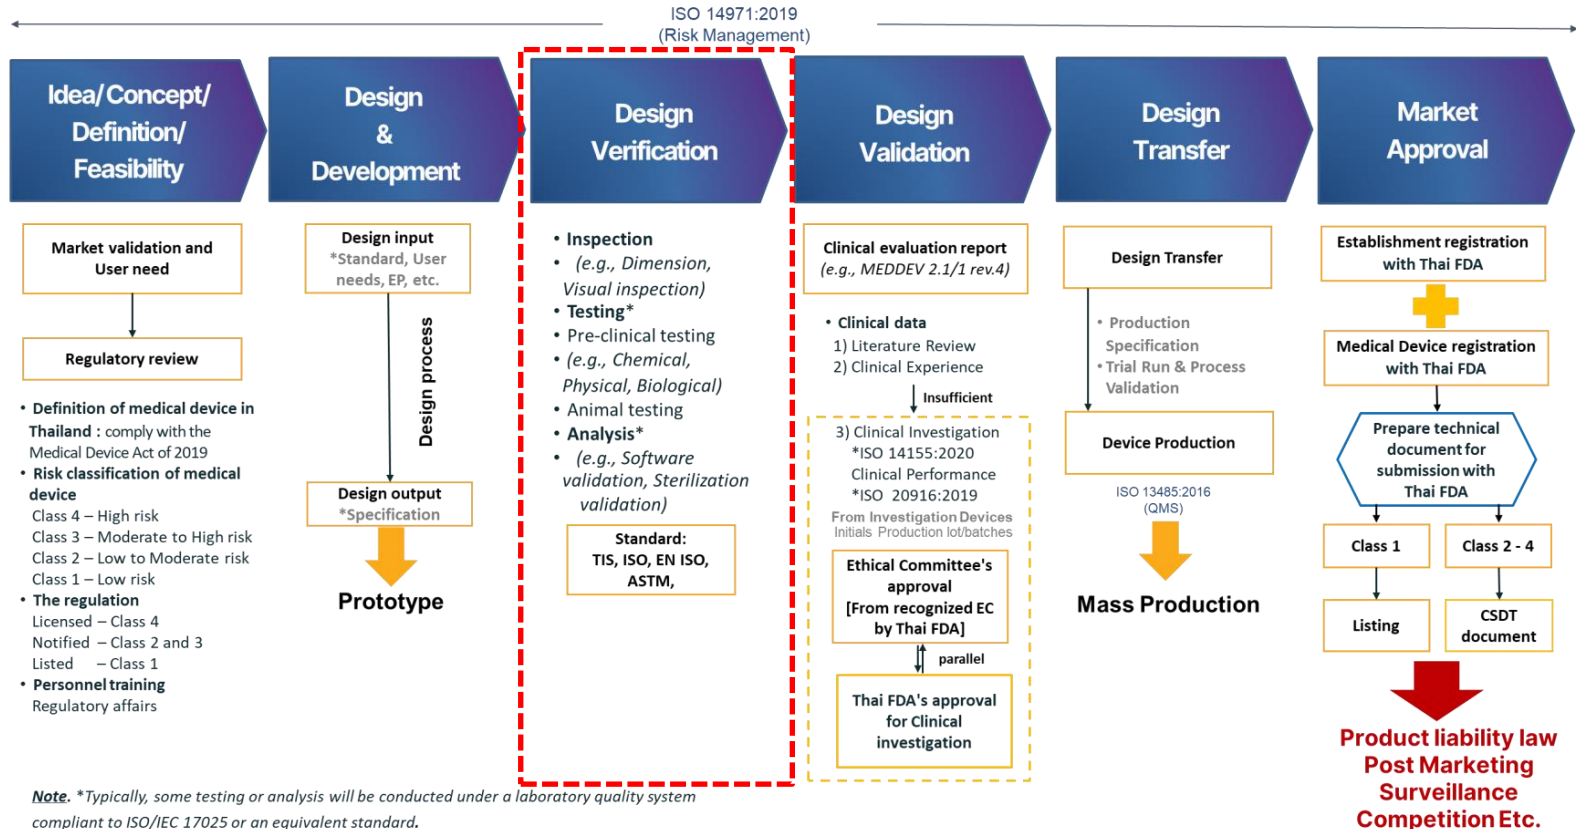 ISO 14971:2019
(Risk Management)
Idea/Concept/
Definition/
Feasibility
Market validation and
User need
Regulatory review
• Definition of medical device in
Thailand : comply with the
Medical Device Act of 2019
• Risk classification of medical
device
Class 4 – High risk
Class 3 – Moderate to High risk
Class 2 – Low to Moderate risk
Class 1 – Low risk
• The regulation
Licensed – Class 4
Notified – Class 2 and 3
Listed – Class 1
• Personnel training
Regulatory affairs
Design
&
Development
Design input
*Standard, User
needs, EP, etc.
Design process
Design output
*Specification
Prototype
Design
Verification
• Inspection
• (e.g., Dimension,
Visual inspection)
• Testing*
• Pre-clinical testing
• (e.g., Chemical,
Physical, Biological)
• Animal testing
• Analysis*
• (e.g., Software
validation, Sterilization
validation)
Standard:
TIS, ISO, EN ISO,
ASTM,
Design
Validation
Clinical evaluation report
(e.g., MEDDEV 2.1/1 rev.4)
• Clinical data
1) Literature Review
2) Clinical Experience
Insufficient
3) Clinical Investigation
*ISO 14155:2020
Clinical Performance
*ISO 20916:2019
From Investigation Devices
Initials Production lot/batches
Ethical Committee's
approval
[From recognized EC
by Thai FDA]
parallel
Thai FDA's approval
for Clinical
investigation
Design
Transfer
Design Transfer
• Production
Specification
• Trial Run & Process
Validation
Device Production
ISO 13485:2016
(QMS)
Mass Production
Market
Approval
Establishment registration
with Thai FDA
Medical Device registration
with Thai FDA
Prepare technical
document for
submission with
Thai FDA
Class 1
Class 2 - 4
Listing
CSDT
document
Product liability law
Post Marketing
Surveillance
Competition Etc.
Note. *Typically, some testing or analysis will be conducted under a laboratory quality system
compliant to ISO/IEC 17025 or an equivalent standard.